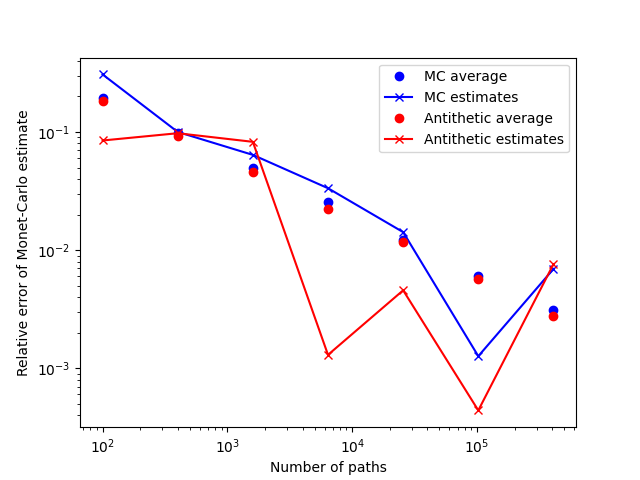 MC average
MC estimates
Antithetic average
Antithetic estimates
Relative error of Monet-Carlo estimate
10⁻¹
10⁻²
10⁻³
10²
10³
10⁴
10⁵
Number of paths